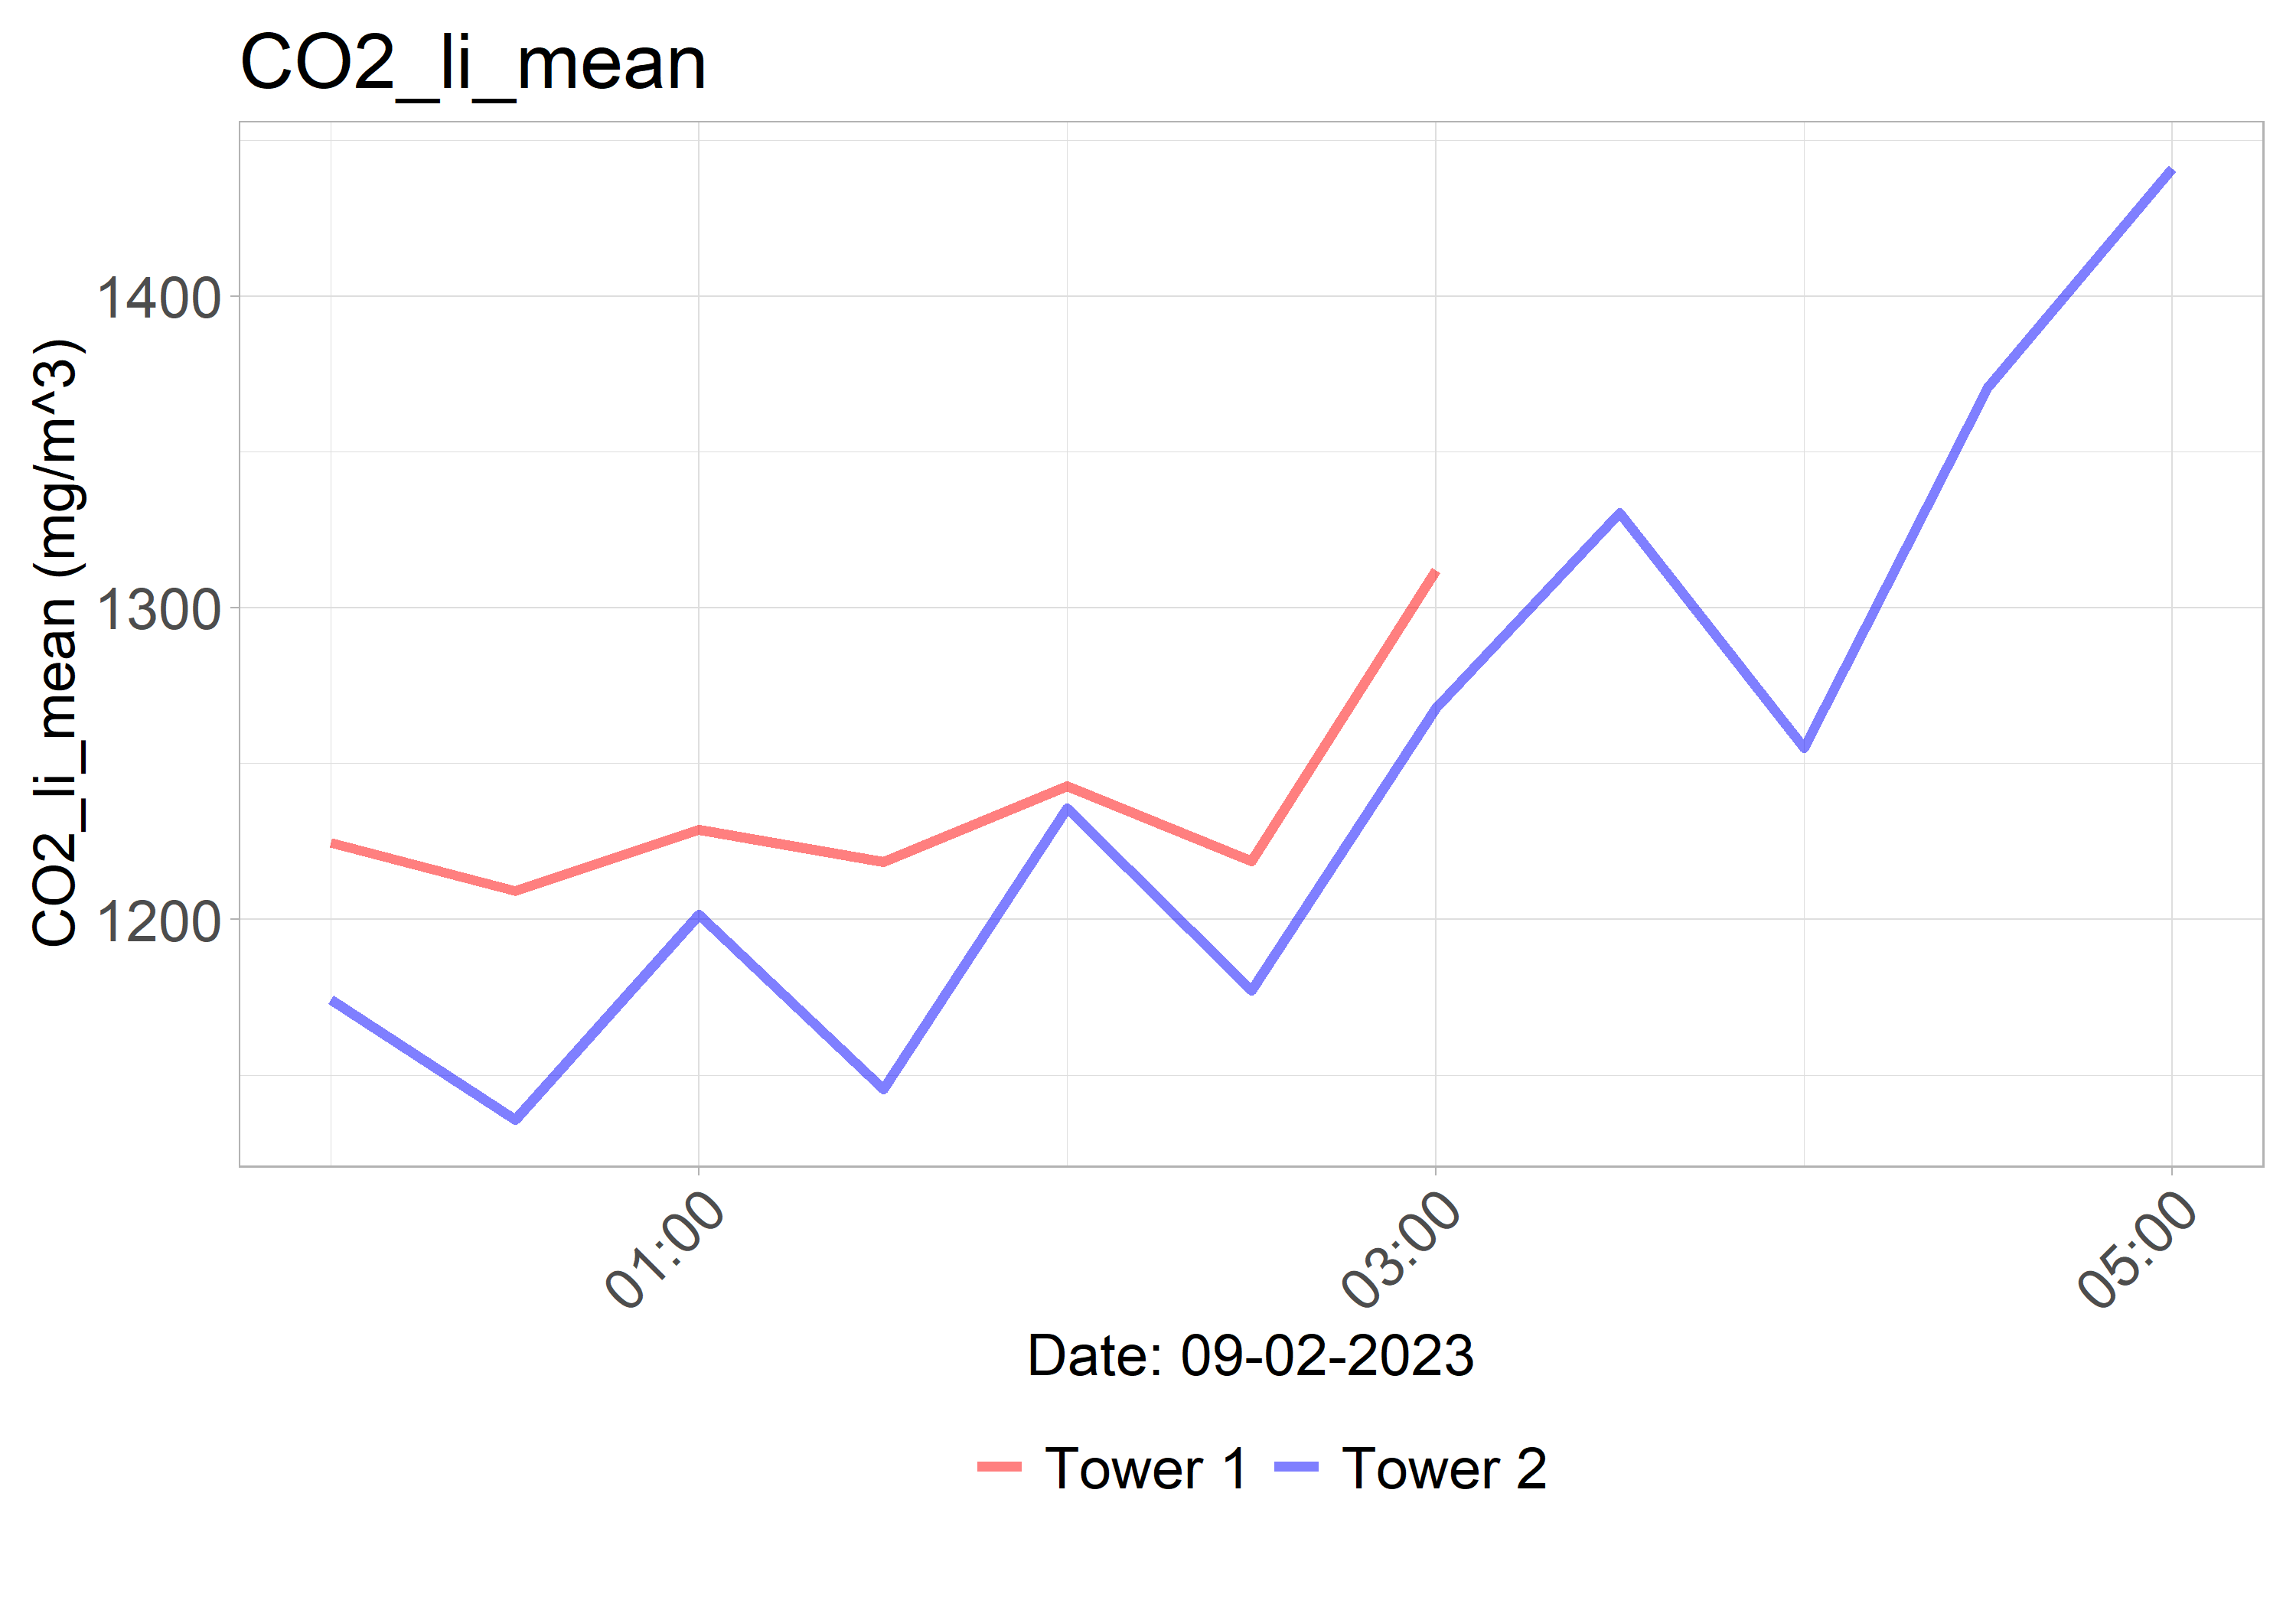 CO2_li_mean
CO2_li_mean (mg/m^3)
1400
1300
1200
01:00
03:00
05:00
Date: 09-02-2023
Tower 1
Tower 2